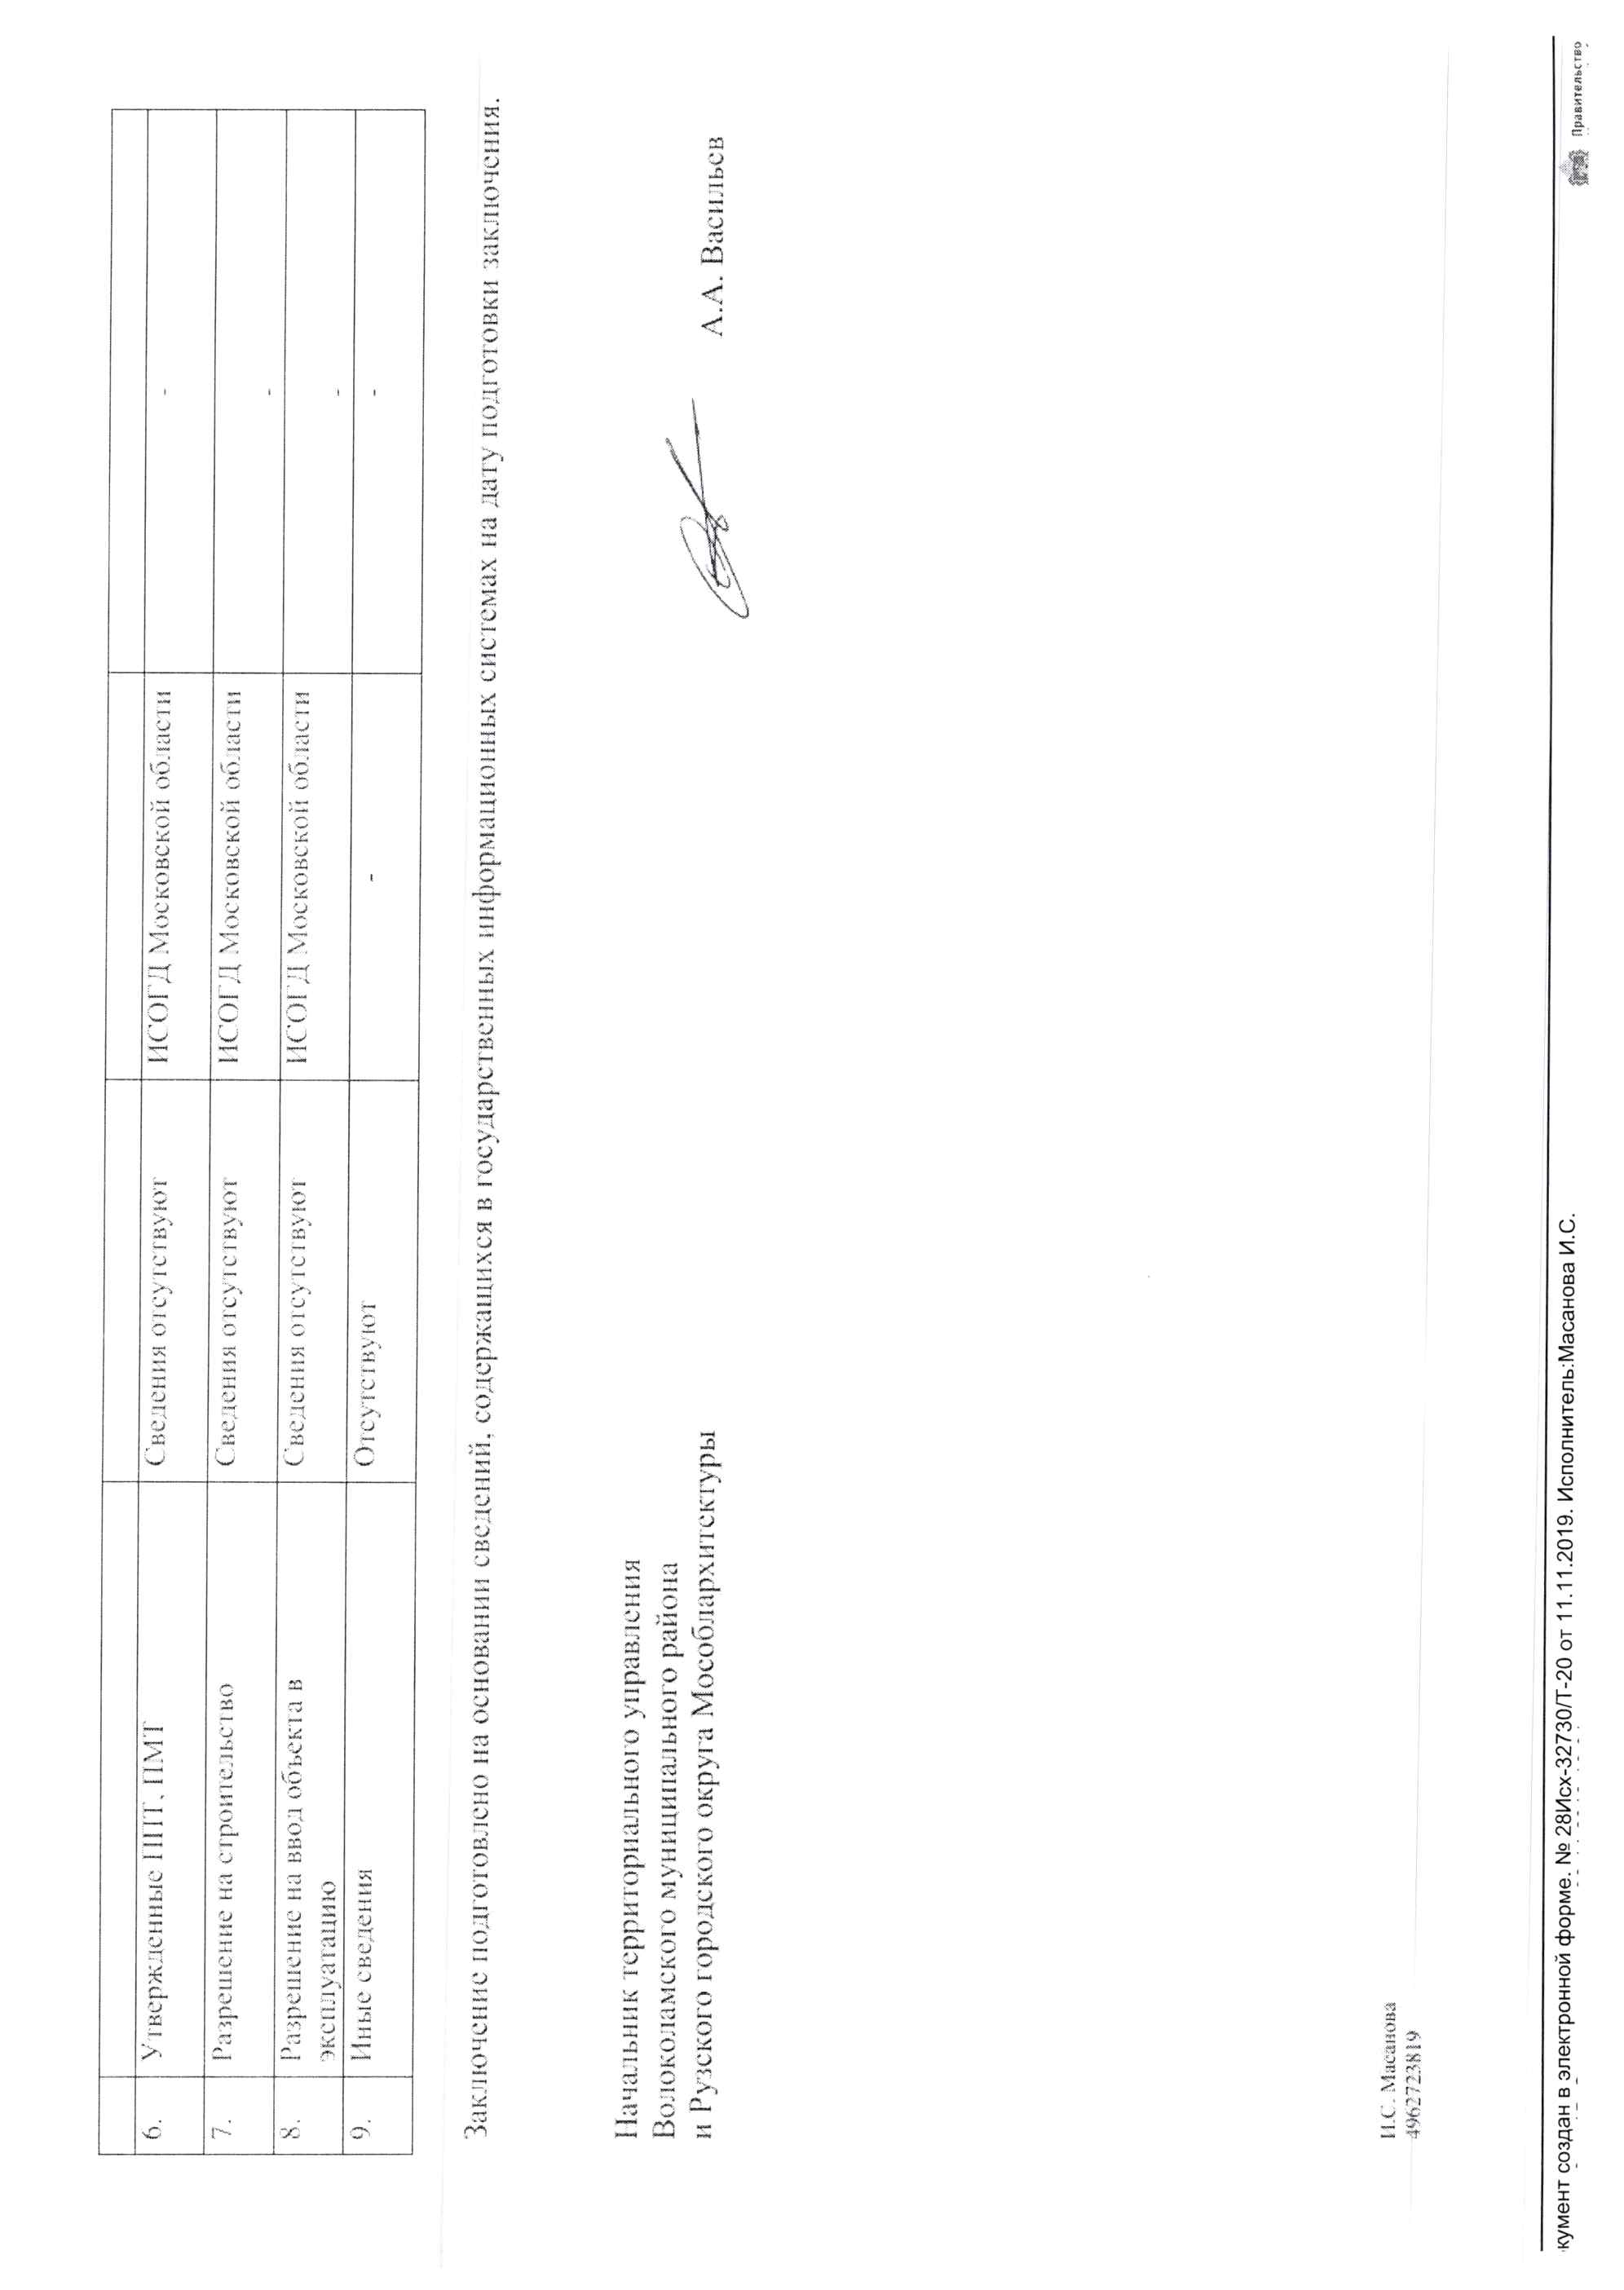 6. Утвержденные ППТ, ПМТ Сведения отсутствуют ИСОГД Московской области -
7. Разрешение на строительство Сведения отсутствуют ИСОГД Московской области -
8. Разрешение на ввод объекта в эксплуатацию Сведения отсутствуют ИСОГД Московской области -
9. Иные сведения Отсутствуют - -
Заключение подготовлено на основании сведений, содержащихся в государственных информационных системах на дату подготовки заключения.
Начальник территориального управления
Волоколамского муниципального района
и Рузского городского округа Мособлархитектуры А.А. Васильев
И.С. Масанова
4962723819
кумент создан в электронной форме. № 28Исх-32730/Т-20 от 11.11.2019. Исполнитель:Масанова И.С.
Правительство